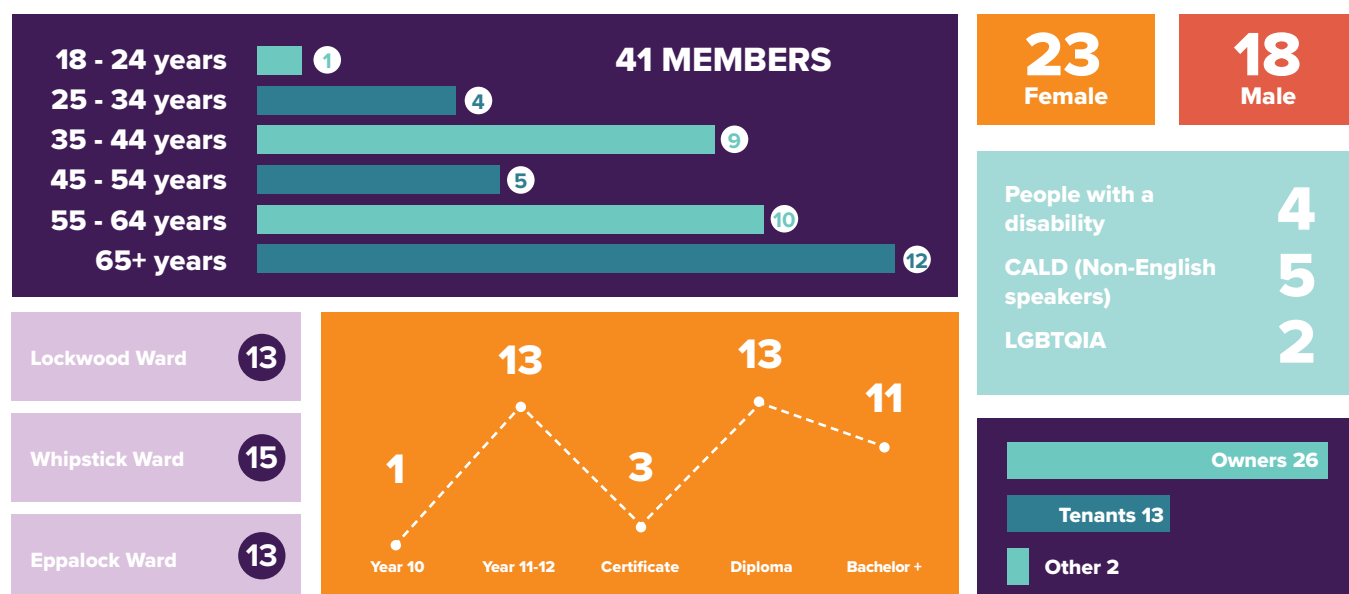 41 MEMBERS
18 - 24 years 1
25 - 34 years 4
35 - 44 years 9
45 - 54 years 5
55 - 64 years 10
65+ years 12
23
Female
18
Male
People with a
disability 4
CALD (Non-English
speakers) 5
LGBTQIA 2
Lockwood Ward 13
Whipstick Ward 15
Eppalock Ward 13
1 13 3 13 11
Year 10 Year 11-12 Certificate Diploma Bachelor +
Owners 26
Tenants 13
Other 2